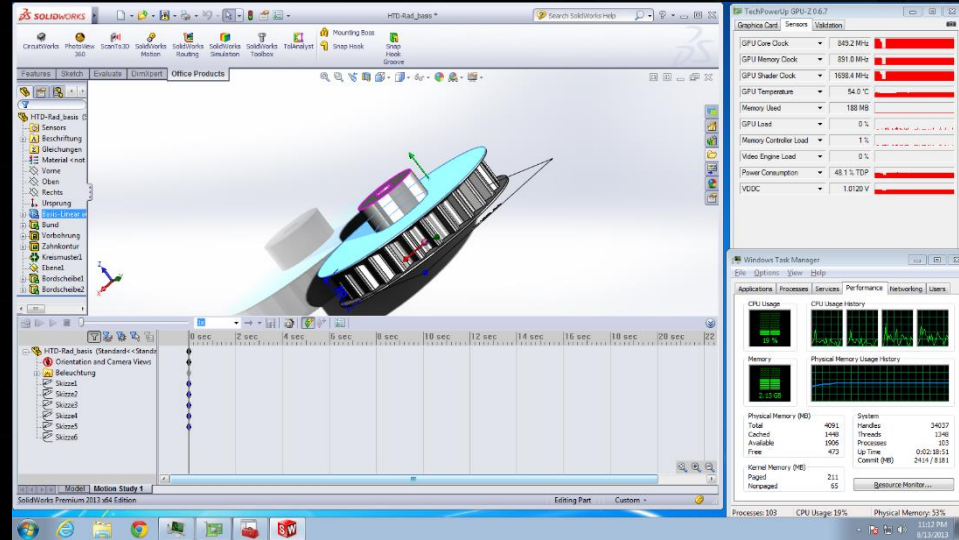 SOLIDWORKS
HTD-Rad_basis *
Search SolidWorks Help
CircuitWorks
PhotoView 360
ScanTo3D
SolidWorks Motion
SolidWorks Routing
SolidWorks Simulation
SolidWorks Toolbox
TolAnalyst
Mounting Boss
Snap Hook
Snap Hook Groove
Features
Sketch
Evaluate
DimXpert
Office Products
HTD-Rad_basis (S
Sensors
Beschriftung
Gleichungen
Material <not
Vorne
Oben
Rechts
Ursprung
Basis-Linear a
Bund
Vorbohrung
Zahnkontur
Kreismuster1
Ebene1
Bordscheibe1
Bordscheibe2
0 sec 2 sec 4 sec 6 sec 8 sec 10 sec 12 sec 14 sec 16 sec 18 sec 20 sec 22
HTD-Rad_basis (Standard<<Standa
Orientation and Camera Views
Beleuchtung
Skizze1
Skizze2
Skizze3
Skizze4
Skizze5
Skizze6
Model
Motion Study 1
SolidWorks Premium 2013 x64 Edition
Editing Part
Custom
TechPowerUp GPU-Z 0.6.7
Graphics Card
Sensors
Validation
GPU Core Clock 849.2 MHz
GPU Memory Clock 891.0 MHz
GPU Shader Clock 1698.4 MHz
GPU Temperature 54.0 °C
Memory Used 188 MB
GPU Load 0 %
Memory Controller Load 1 %
Video Engine Load 0 %
Power Consumption 48.1 % TDP
VDDC 1.0120 V
Windows Task Manager
File Options View Help
Applications Processes Services Performance Networking Users
CPU Usage
CPU Usage History
19 %
Memory
Physical Memory Usage History
2.13 GB
Physical Memory (MB)
Total 4091
Cached 1448
Available 1906
Free 473
Kernel Memory (MB)
Paged 211
Nonpaged 65
System
Handles 34037
Threads 1348
Processes 103
Up Time 0:02:18:51
Commit (MB) 2414 / 8181
Resource Monitor...
Processes: 103
CPU Usage: 19%
Physical Memory: 53%
11:12 PM
8/13/2013